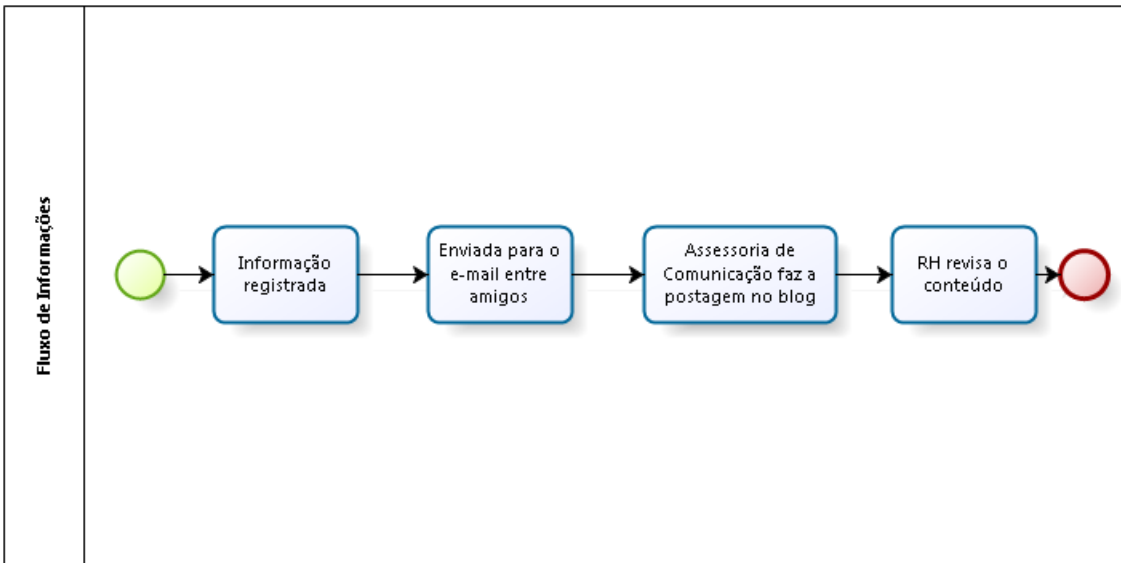 Fluxo de Informações
Informação
registrada
Enviada para o
e-mail entre
amigos
Assessoria de
Comunicação faz a
postagem no blog
RH revisa o
conteúdo